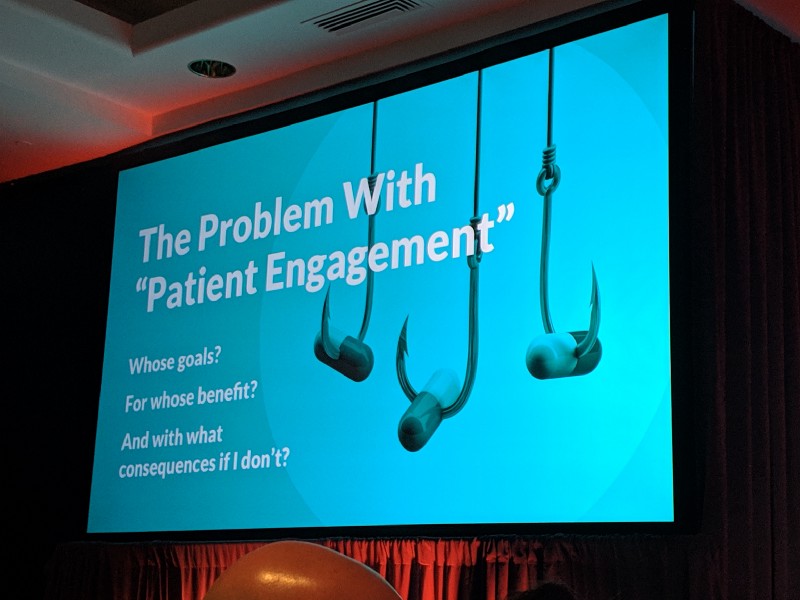 The Problem With
“Patient Engagement”
Whose goals?
For whose benefit?
And with what
consequences if I don’t?